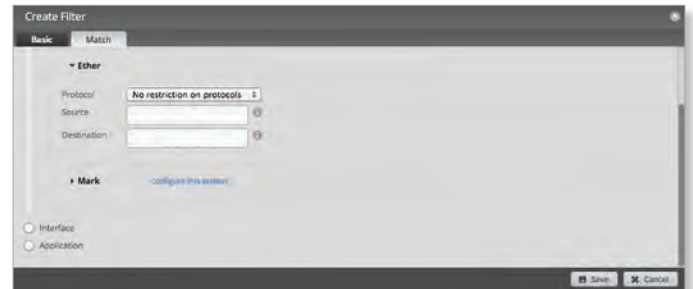 Create Filter
Basic Match
Ether
Protocol No restriction on protocols
Source
Destination
Mark configure this section
Interface
Application
Save Cancel